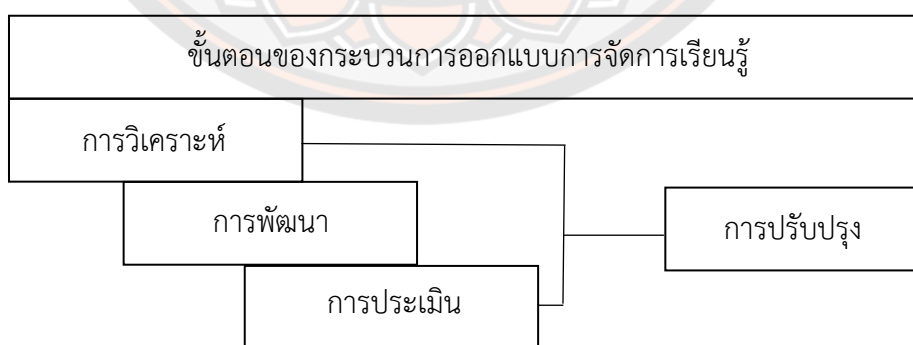 ขั้นตอนของกระบวนการออกแบบการจัดการเรียนรู้
การวิเคราะห์
การพัฒนา
การปรับปรุง
การประเมิน